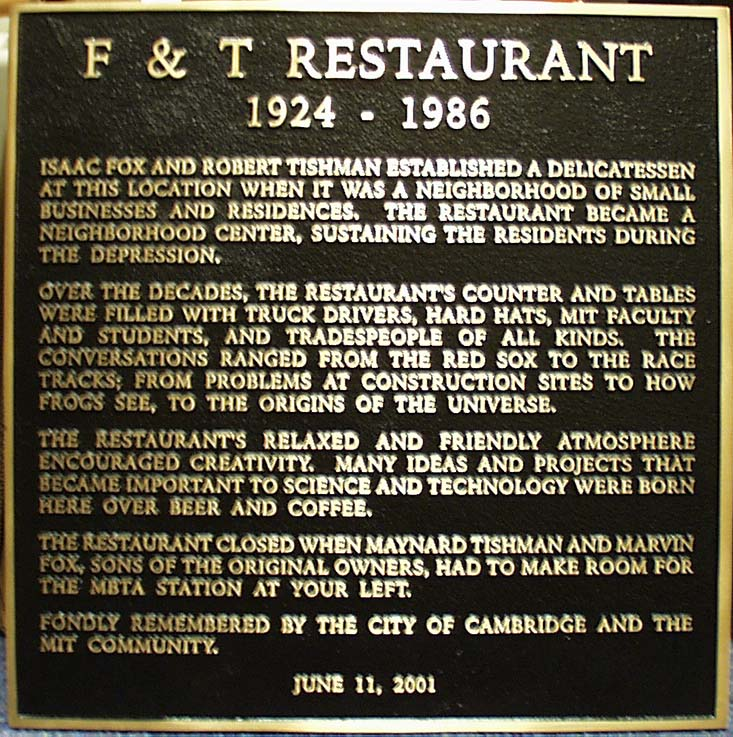 F & T RESTAURANT
1924 - 1986
ISAAC FOX AND ROBERT TISHMAN ESTABLISHED A DELICATESSEN
AT THIS LOCATION WHEN IT WAS A NEIGHBORHOOD OF SMALL
BUSINESSES AND RESIDENCES. THE RESTAURANT BECAME A
NEIGHBORHOOD CENTER, SUSTAINING THE RESIDENTS DURING
THE DEPRESSION.
OVER THE DECADES, THE RESTAURANT'S COUNTER AND TABLES
WERE FILLED WITH TRUCK DRIVERS, HARD HATS, MIT FACULTY
AND STUDENTS, AND TRADESPEOPLE OF ALL KINDS. THE
CONVERSATIONS RANGED FROM THE RED SOX TO THE RACE
TRACKS; FROM PROBLEMS AT CONSTRUCTION SITES TO HOW
FROGS SEE, TO THE ORIGINS OF THE UNIVERSE.
THE RESTAURANT'S RELAXED AND FRIENDLY ATMOSPHERE
ENCOURAGED CREATIVITY. MANY IDEAS AND PROJECTS THAT
BECAME IMPORTANT TO SCIENCE AND TECHNOLOGY WERE BORN
HERE OVER BEER AND COFFEE.
THE RESTAURANT CLOSED WHEN MAYNARD TISHMAN AND MARVIN
FOX, SONS OF THE ORIGINAL OWNERS, HAD TO MAKE ROOM FOR
THE MBTA STATION AT YOUR LEFT.
FONDLY REMEMBERED BY THE CITY OF CAMBRIDGE AND THE
MIT COMMUNITY.
JUNE 11, 2001